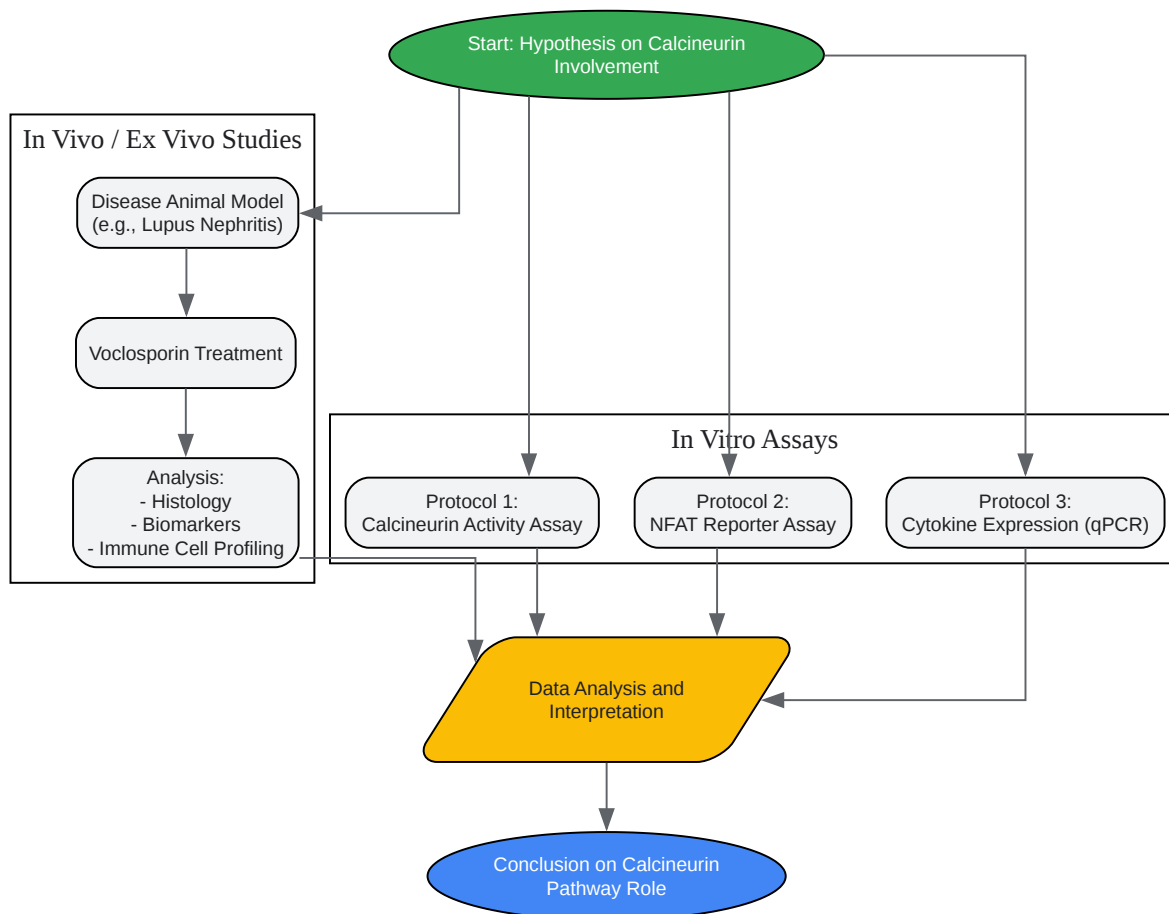 Start: Hypothesis on Calcineurin
Involvement
In Vivo / Ex Vivo Studies
Disease Animal Model
(e.g., Lupus Nephritis)
Voclosporin Treatment
Analysis:
- Histology
- Biomarkers
- Immune Cell Profiling
In Vitro Assays
Protocol 1:
Calcineurin Activity Assay
Protocol 2:
NFAT Reporter Assay
Protocol 3:
Cytokine Expression (qPCR)
Data Analysis and
Interpretation
Conclusion on Calcineurin
Pathway Role